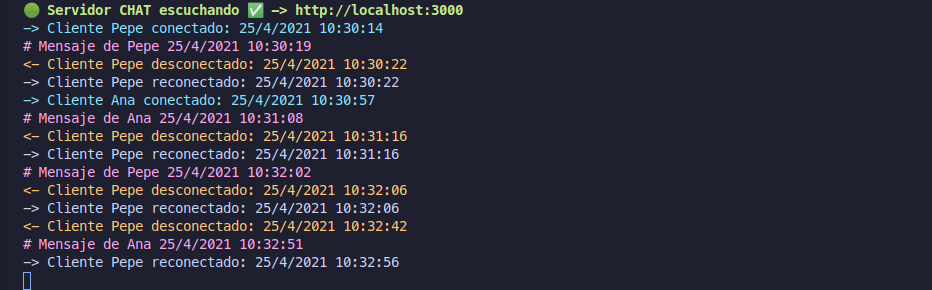 🟢 Servidor CHAT escuchando ✅ —> http://localhost:3000
—> Cliente Pepe conectado: 25/4/2021 10:30:14
# Mensaje de Pepe 25/4/2021 10:30:19
<— Cliente Pepe desconectado: 25/4/2021 10:30:22
—> Cliente Pepe reconectado: 25/4/2021 10:30:22
—> Cliente Ana conectado: 25/4/2021 10:30:57
# Mensaje de Ana 25/4/2021 10:31:08
<— Cliente Pepe desconectado: 25/4/2021 10:31:16
—> Cliente Pepe reconectado: 25/4/2021 10:31:16
# Mensaje de Pepe 25/4/2021 10:32:02
<— Cliente Pepe desconectado: 25/4/2021 10:32:06
—> Cliente Pepe reconectado: 25/4/2021 10:32:06
<— Cliente Pepe desconectado: 25/4/2021 10:32:42
# Mensaje de Ana 25/4/2021 10:32:51
—> Cliente Pepe reconectado: 25/4/2021 10:32:56